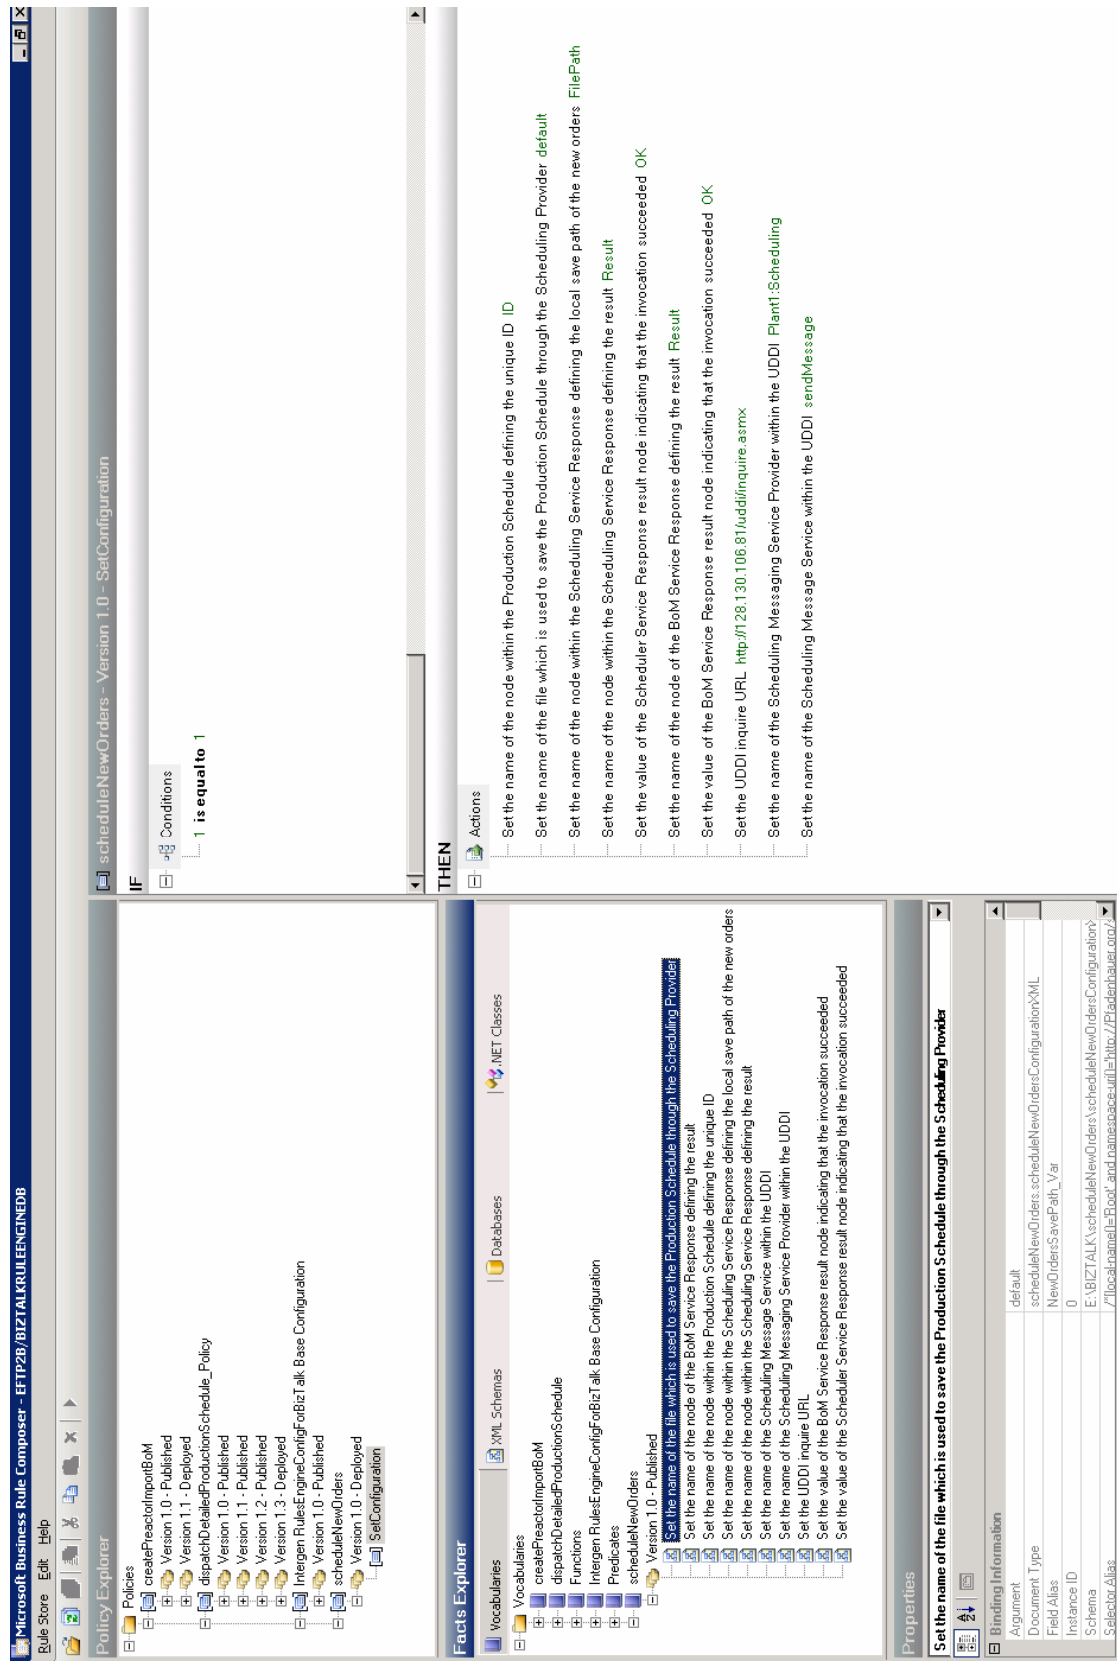 Microsoft Business Rule Composer - EFTP2B/BIZTALKRULEENGINEDB
Rule Store Edit Help
Policy Explorer
Policies
createPreactorImportBoM
Version 1.0 - Published
Version 1.1 - Deployed
dispatchDetailedProductionSchedule_Policy
Version 1.0 - Published
Version 1.1 - Published
Version 1.2 - Published
Version 1.3 - Deployed
Intergen RulesEngineConfigForBizTalk Base Configuration
Version 1.0 - Published
scheduleNewOrders
Version 1.0 - Deployed
SetConfiguration
Facts Explorer
Vocabularies XML Schemas Databases .NET Classes
Vocabularies
createPreactorImportBoM
dispatchDetailedProductionSchedule
Functions
Intergen RulesEngineConfigForBizTalk Base Configuration
Predicates
scheduleNewOrders
Version 1.0 - Published
Set the name of the file which is used to save the Production Schedule through the Scheduling Provider
Set the name of the node of the BoM Service Response defining the result
Set the name of the node within the Production Schedule defining the unique ID
Set the name of the node within the Scheduling Service Response defining the local save path of the new orders
Set the name of the node within the Scheduling Service Response defining the result
Set the name of the Scheduling Message Service within the UDDI
Set the name of the Scheduling Messaging Service Provider within the UDDI
Set the UDDI inquire URL
Set the value of the BoM Service Response result node indicating that the invocation succeeded
Set the value of the Scheduler Service Response result node indicating that the invocation succeeded
Properties
Set the name of the file which is used to save the Production Schedule through the Scheduling Provider
Binding Information
Argument default
Document Type scheduleNewOrders.scheduleNewOrdersConfigurationXML
Field Alias NewOrdersSavePath_Var
Instance ID 0
Schema E:\BIZTALK\scheduleNewOrders\scheduleNewOrdersConfiguration
Selector Alias /*[local-name()='Root' and namespace-uri()='http://Pfadenhauer.org/
scheduleNewOrders - Version 1.0 - SetConfiguration
IF
Conditions
1 is equal to 1
THEN
Actions
Set the name of the node within the Production Schedule defining the unique ID ID
Set the name of the file which is used to save the Production Schedule through the Scheduling Provider default
Set the name of the node within the Scheduling Service Response defining the local save path of the new orders FilePath
Set the name of the node within the Scheduling Service Response defining the result Result
Set the value of the Scheduler Service Response result node indicating that the invocation succeeded OK
Set the name of the node of the BoM Service Response defining the result Result
Set the value of the BoM Service Response result node indicating that the invocation succeeded OK
Set the UDDI inquire URL http://128.130.106.81/uddi/inquire.asmx
Set the name of the Scheduling Messaging Service Provider within the UDDI Plant1:Scheduling
Set the name of the Scheduling Message Service within the UDDI sendMessage